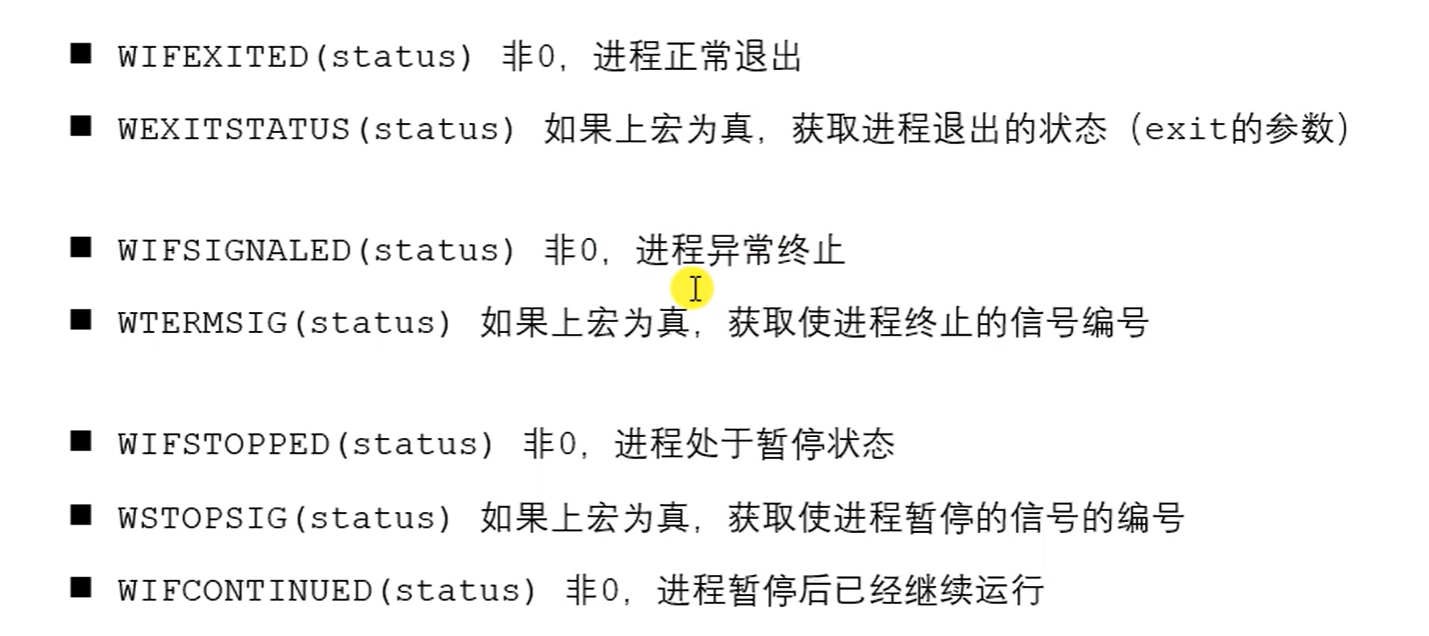 ■ WIFEXITED(status) 非0，进程正常退出
■ WEXITSTATUS(status) 如果上宏为真，获取进程退出的状态（exit的参数）
■ WIFSIGNALED(status) 非0，进程异常终止
■ WTERMSIG(status) 如果上宏为真，获取使进程终止的信号编号
■ WIFSTOPPED(status) 非0，进程处于暂停状态
■ WSTOPSIG(status) 如果上宏为真，获取使进程暂停的信号的编号
■ WIFCONTINUED(status) 非0，进程暂停后已经继续运行